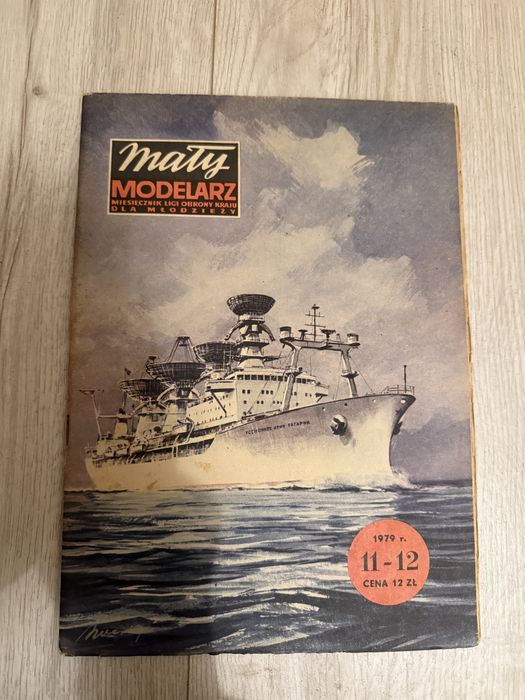 mały
MODELARZ
MIESIĘCZNIK LIGI OBRONY KRAJU
DLA MŁODZIEŻY
1979 r.
11-12
CENA 12 ZŁ